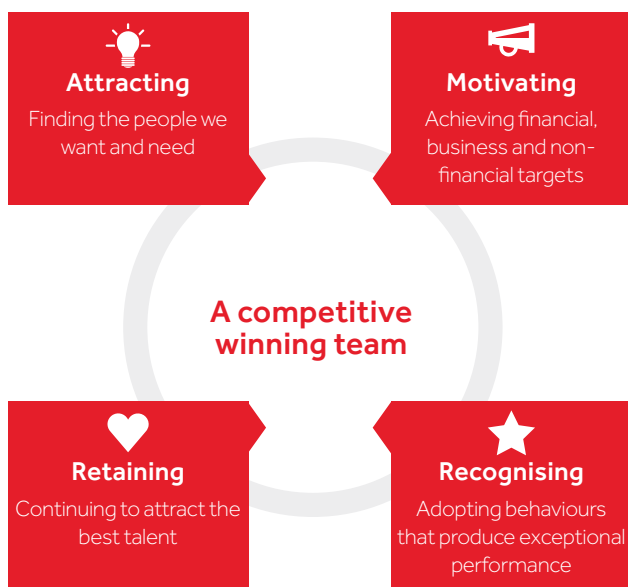 Attracting
Finding the people we
want and need
Motivating
Achieving financial,
business and non-
financial targets
A competitive
winning team
Retaining
Continuing to attract the
best talent
Recognising
Adopting behaviours
that produce exceptional
performance